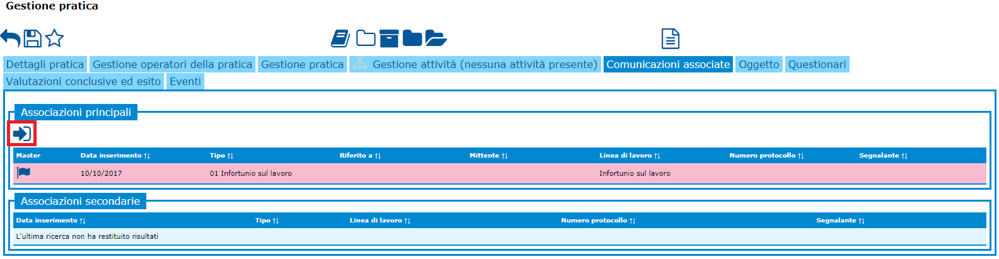 Gestione pratica
Dettagli pratica Gestione operatori della pratica Gestione pratica Gestione attività (nessuna attività presente) Comunicazioni associate Oggetto Questionari
Valutazioni conclusive ed esito Eventi
Associazioni principali
Master Data inserimento ↑↓ Tipo ↑↓ Riferito a ↑↓ Mittente ↑↓ Linea di lavoro ↑↓ Numero protocollo ↑↓ Segnalante ↑↓
10/10/2017 01 Infortunio sul lavoro Infortunio sul lavoro
Associazioni secondarie
Data inserimento ↑↓ Tipo ↑↓ Linea di lavoro ↑↓ Numero protocollo ↑↓ Segnalante ↑↓
L'ultima ricerca non ha restituito risultati